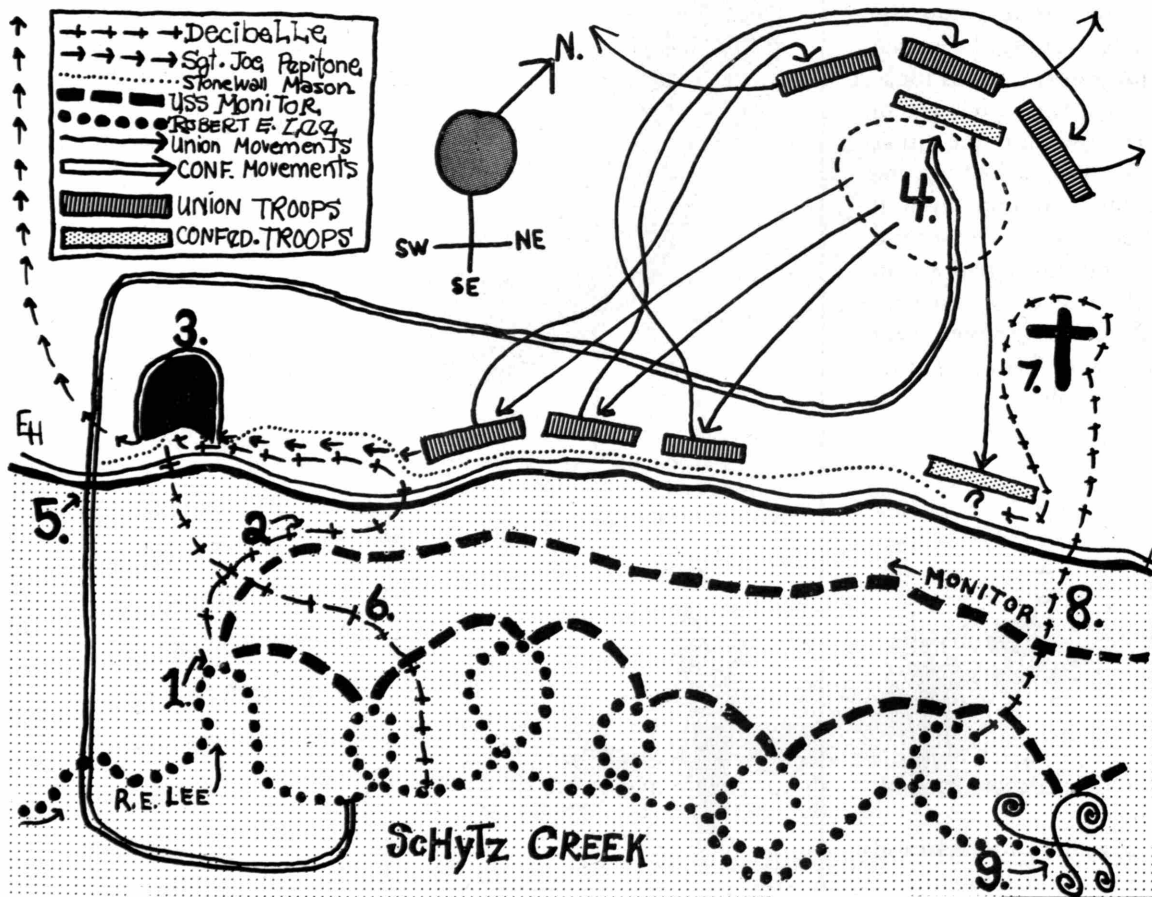 DecibaLLe
Sgt. Joe Pepitone
Stonewall Mason
USS Monitor
ROBERT E. Lee
Union Movements
CONF. Movements
UNION TROOPS
CONFED. TROOPS
N.
SW NE
SE
4.
3.
7.
EH
5.
2
?
MONITOR
8.
6.
1.
R.E. LEE
ScHyTz CREEK
9.